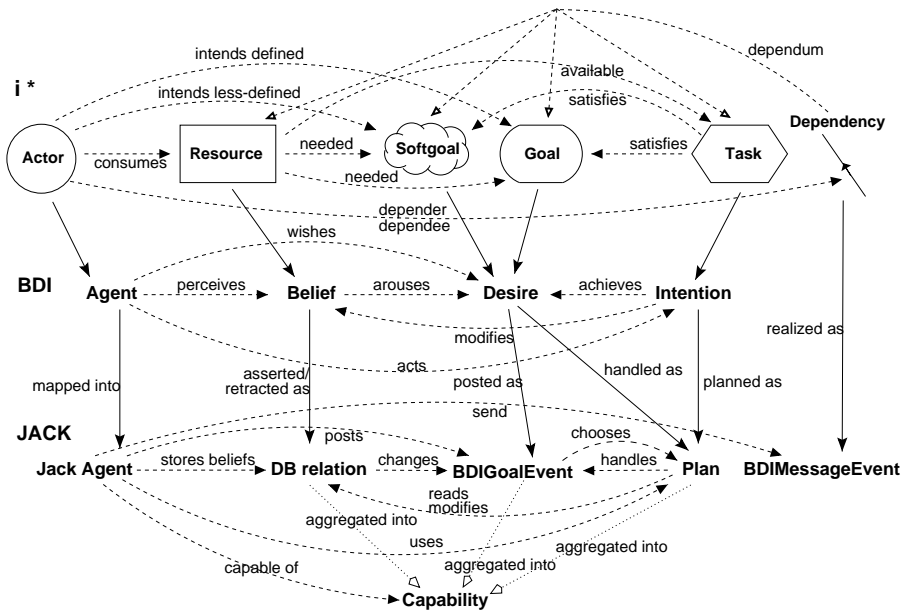 dependum
intends defined
available
i *
intends less-defined
satisfies
Dependency
Actor
consumes
Resource
needed
Softgoal
Goal
satisfies
Task
needed
depender
dependee
wishes
BDI
Agent
perceives
Belief
arouses
Desire
achieves
Intention
modifies
realized as
acts
mapped into
asserted/
retracted as
posted as
handled as
planned as
send
JACK
posts
chooses
Jack Agent
stores beliefs
DB relation
changes
BDIGoalEvent
handles
Plan
BDIMessageEvent
reads
modifies
aggregated into
uses
aggregated into
capable of
aggregated into
Capability